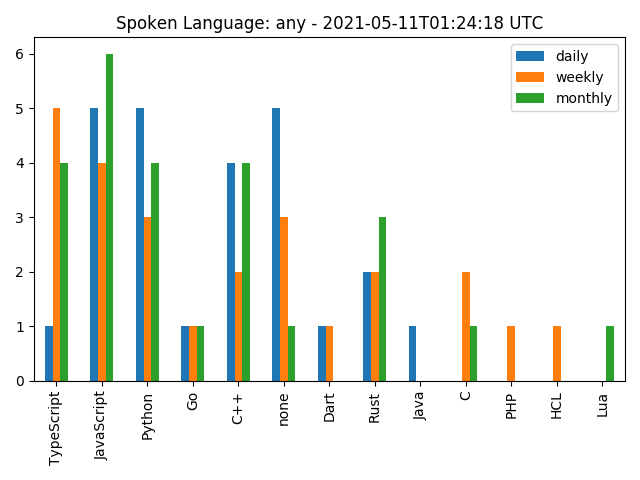 Spoken Language: any - 2021-05-11T01:24:18 UTC
daily
weekly
monthly
6
5
4
3
2
1
0
TypeScript
JavaScript
Python
Go
C++
none
Dart
Rust
Java
C
PHP
HCL
Lua